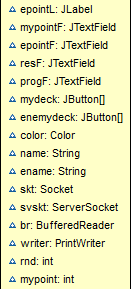 epointL: JLabel
mypointF: JTextField
epointF: JTextField
resF: JTextField
progF: JTextField
mydeck: JButton[]
enemydeck: JButton[]
color: Color
name: String
ename: String
skt: Socket
svskt: ServerSocket
br: BufferedReader
writer: PrintWriter
rnd: int
mypoint: int